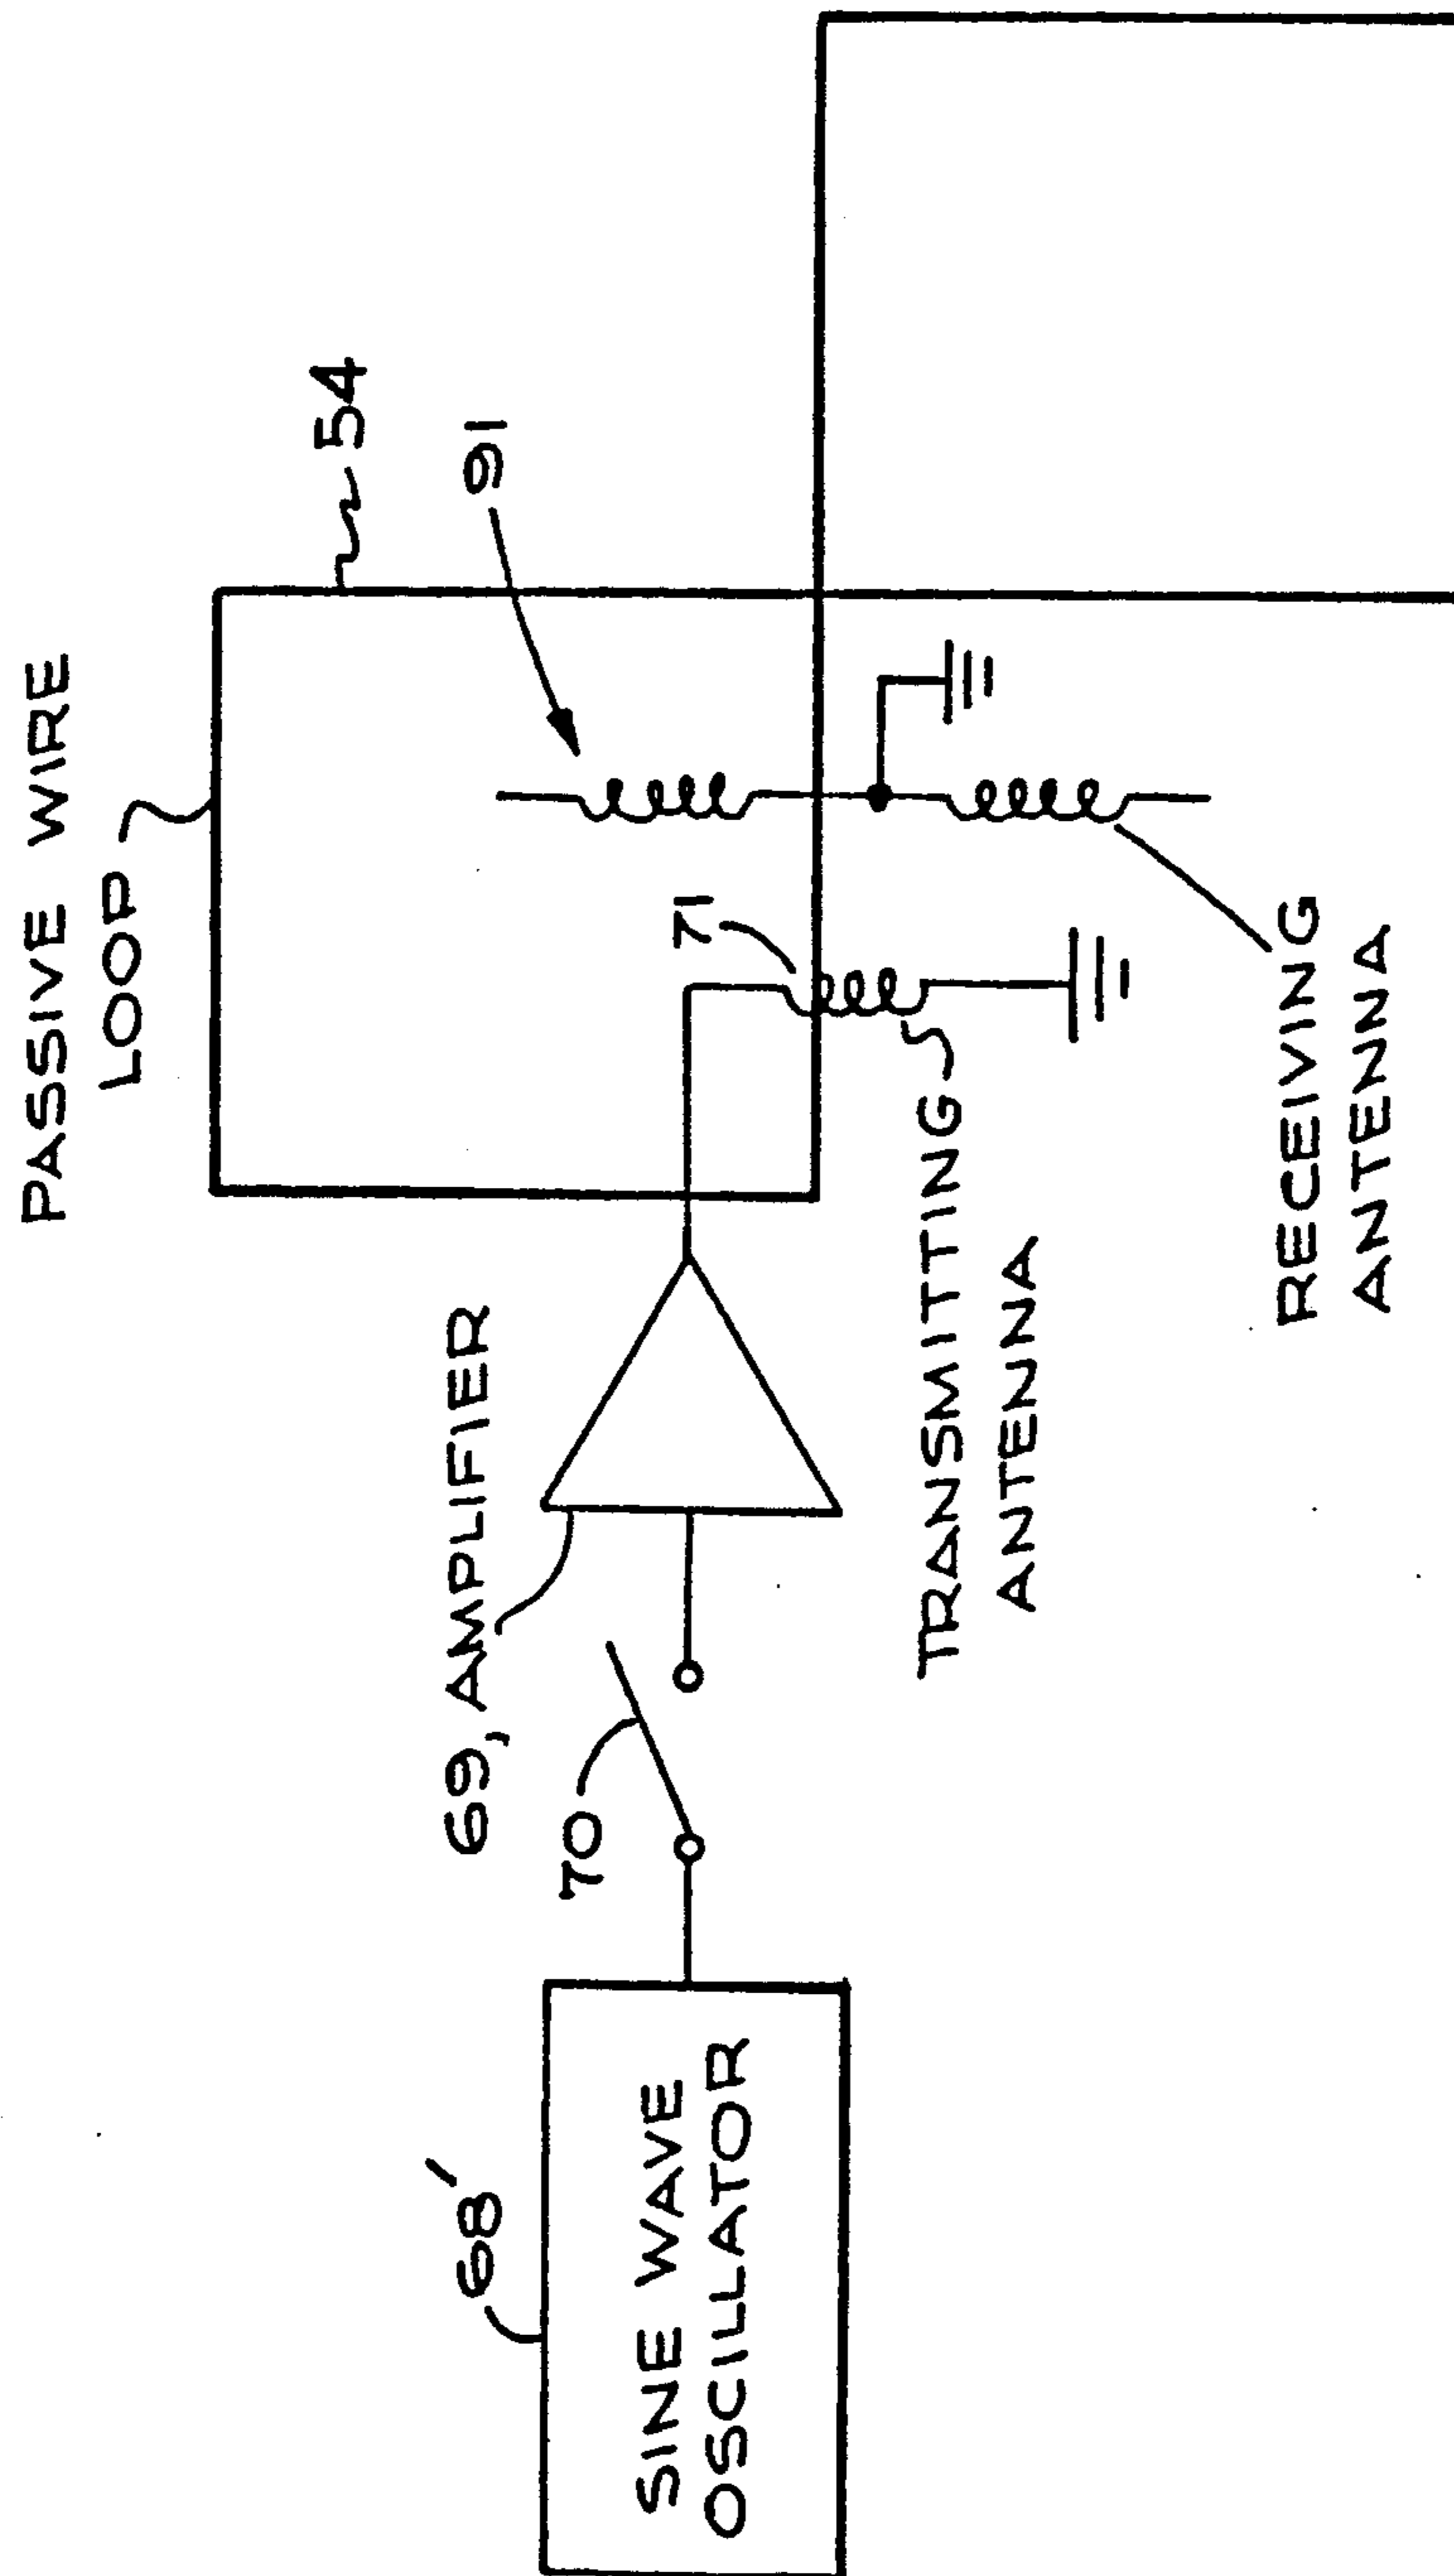 PASSIVE WIRE
LOOP
54
91
71
69, AMPLIFIER
70
68'
SINE WAVE
OSCILLATOR
TRANSMITTING
ANTENNA
RECEIVING
ANTENNA